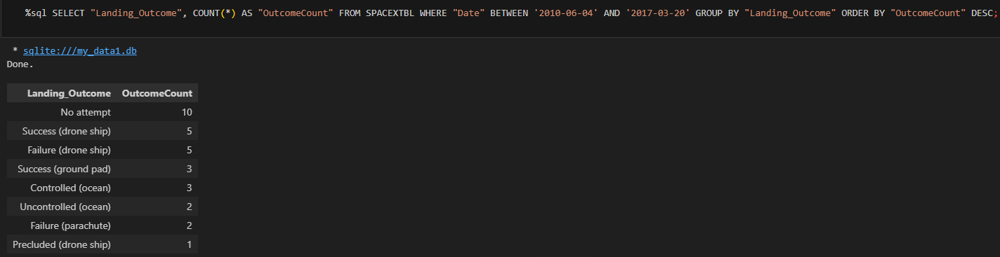 %sql SELECT "Landing_Outcome", COUNT(*) AS "OutcomeCount" FROM SPACEXTBL WHERE "Date" BETWEEN '2010-06-04' AND '2017-03-20' GROUP BY "Landing_Outcome" ORDER BY "OutcomeCount" DESC;
* sqlite:///my_data1.db
Done.
Landing_Outcome OutcomeCount
No attempt 10
Success (drone ship) 5
Failure (drone ship) 5
Success (ground pad) 3
Controlled (ocean) 3
Uncontrolled (ocean) 2
Failure (parachute) 2
Precluded (drone ship) 1